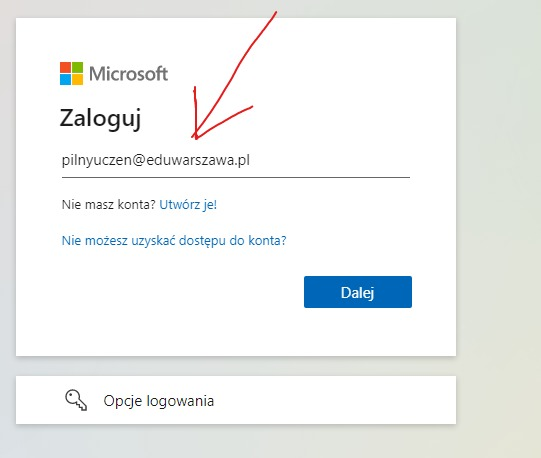 Microsoft
Zaloguj
pilnyuczen@eduwarszawa.pl
Nie masz konta? Utwórz je!
Nie możesz uzyskać dostępu do konta?
Dalej
Opcje logowania